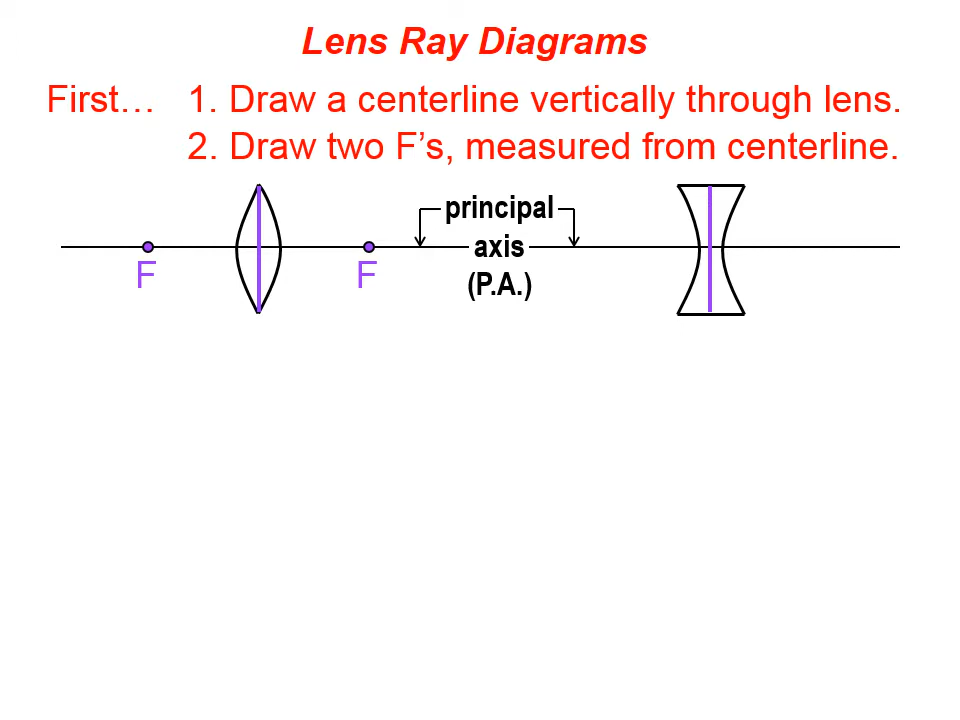 Lens Ray Diagrams
First… 1. Draw a centerline vertically through lens.
2. Draw two F’s, measured from centerline.
principal
axis
(P.A.)
F
F